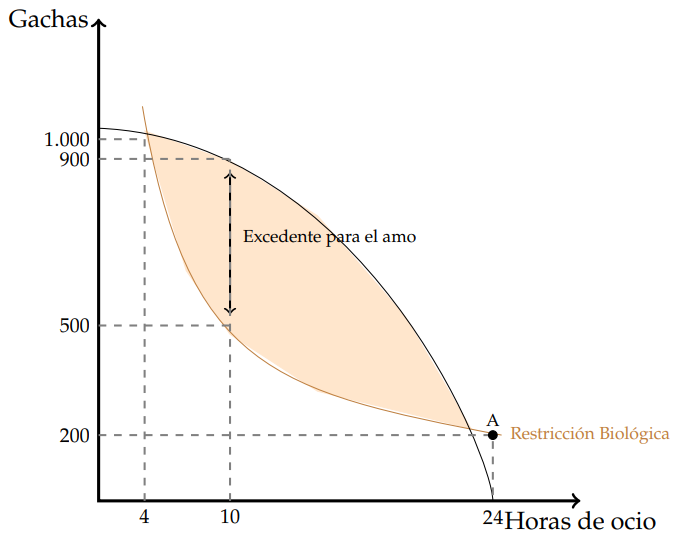 Gachas
1.000
900
Excedente para el amo
500
A
200
Restricción Biológica
4
10
24
Horas de ocio